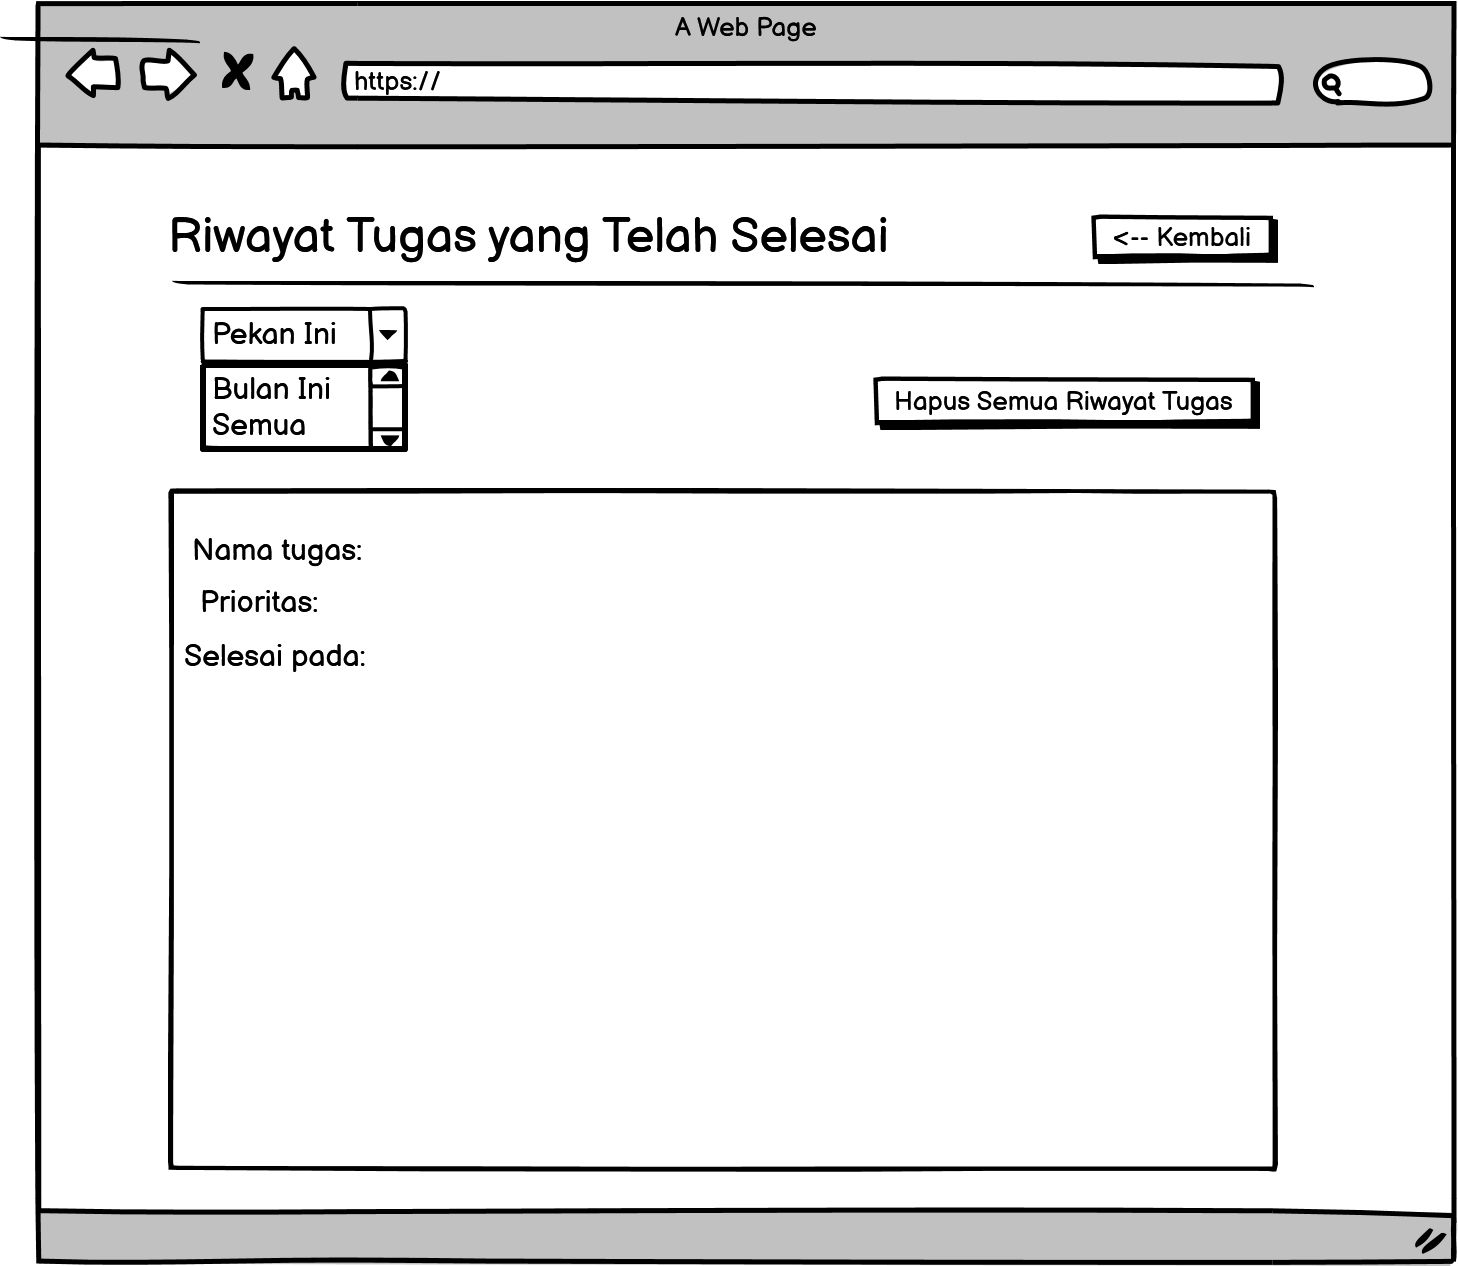 A Web Page
https://
Riwayat Tugas yang Telah Selesai
<-- Kembali
Pekan Ini
Bulan Ini
Semua
Hapus Semua Riwayat Tugas
Nama tugas:
Prioritas:
Selesai pada: